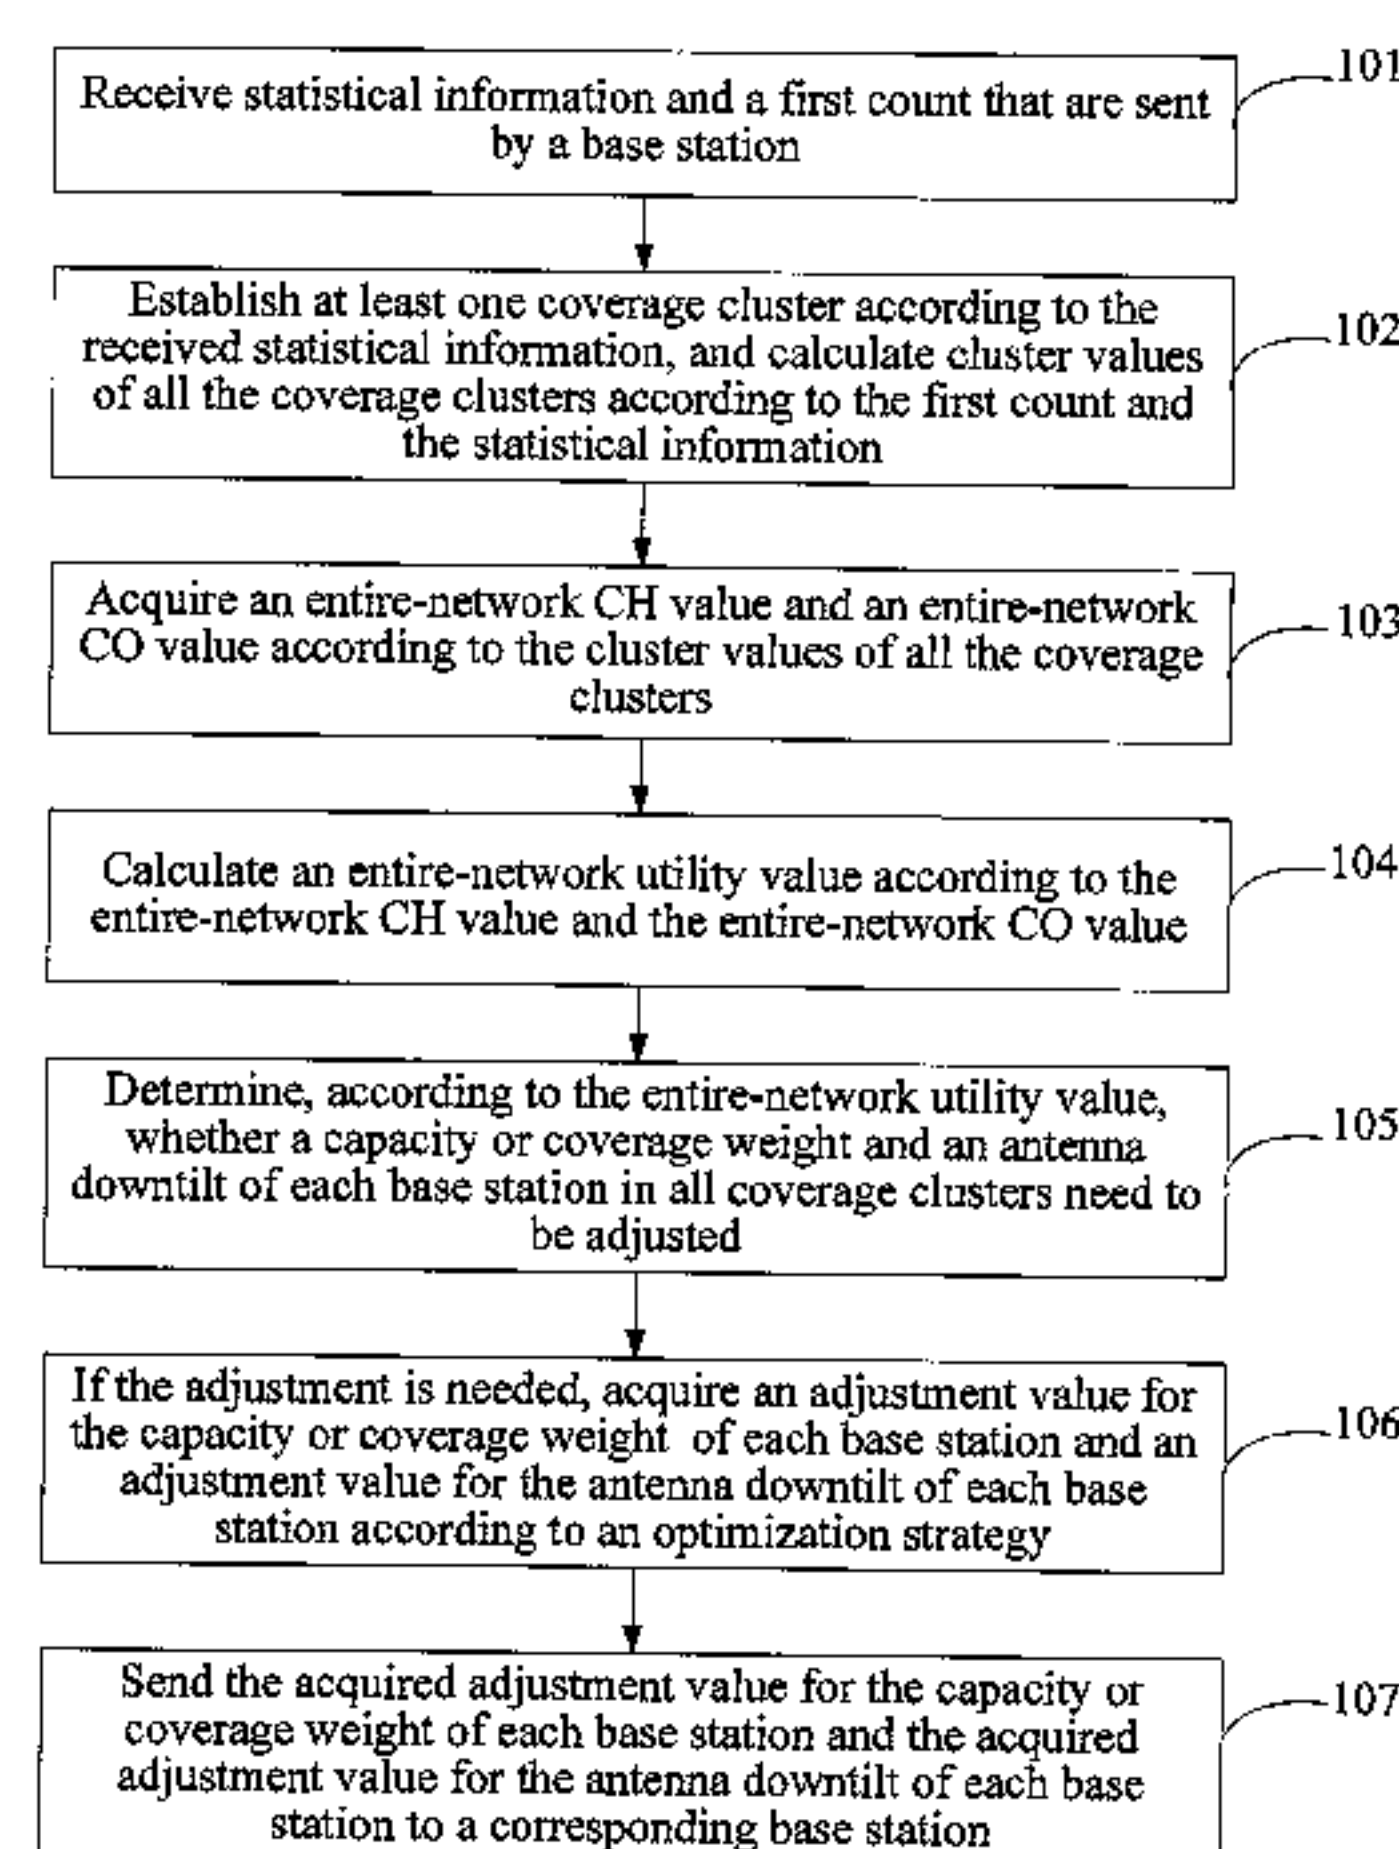 Receive statistical information and a first count that are sent
by a base station
101
Establish at least one coverage cluster according to the
received statistical information, and calculate cluster values
of all the coverage clusters according to the first count and
the statistical information
102
Acquire an entire-network CH value and an entire-network
CO value according to the cluster values of all the coverage
clusters
103
Calculate an entire-network utility value according to the
entire-network CH value and the entire-network CO value
104
Determine, according to the entire-network utility value,
whether a capacity or coverage weight and an antenna
downtilt of each base station in all coverage clusters need to
be adjusted
105
If the adjustment is needed, acquire an adjustment value for
the capacity or coverage weight of each base station and an
adjustment value for the antenna downtilt of each base
station according to an optimization strategy
106
Send the acquired adjustment value for the capacity or
coverage weight of each base station and the acquired
adjustment value for the antenna downtilt of each base
station to a corresponding base station
107